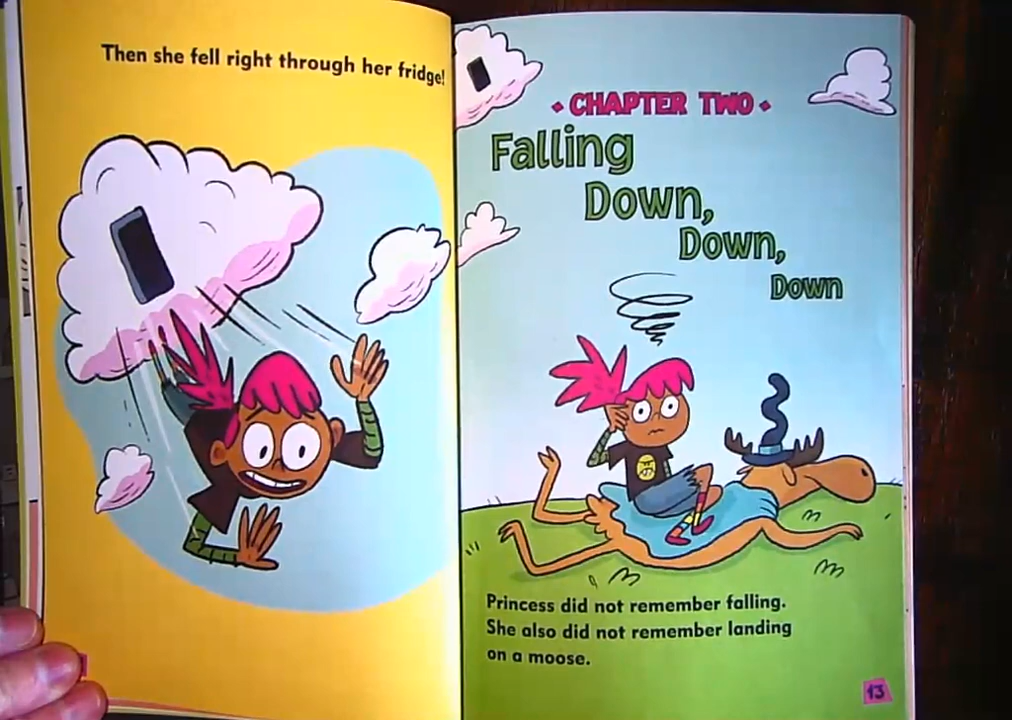 Then she fell right through her fridge!
CHAPTER TWO
Falling
Down,
Down,
Down
Princess did not remember falling.
She also did not remember landing
on a moose.
13